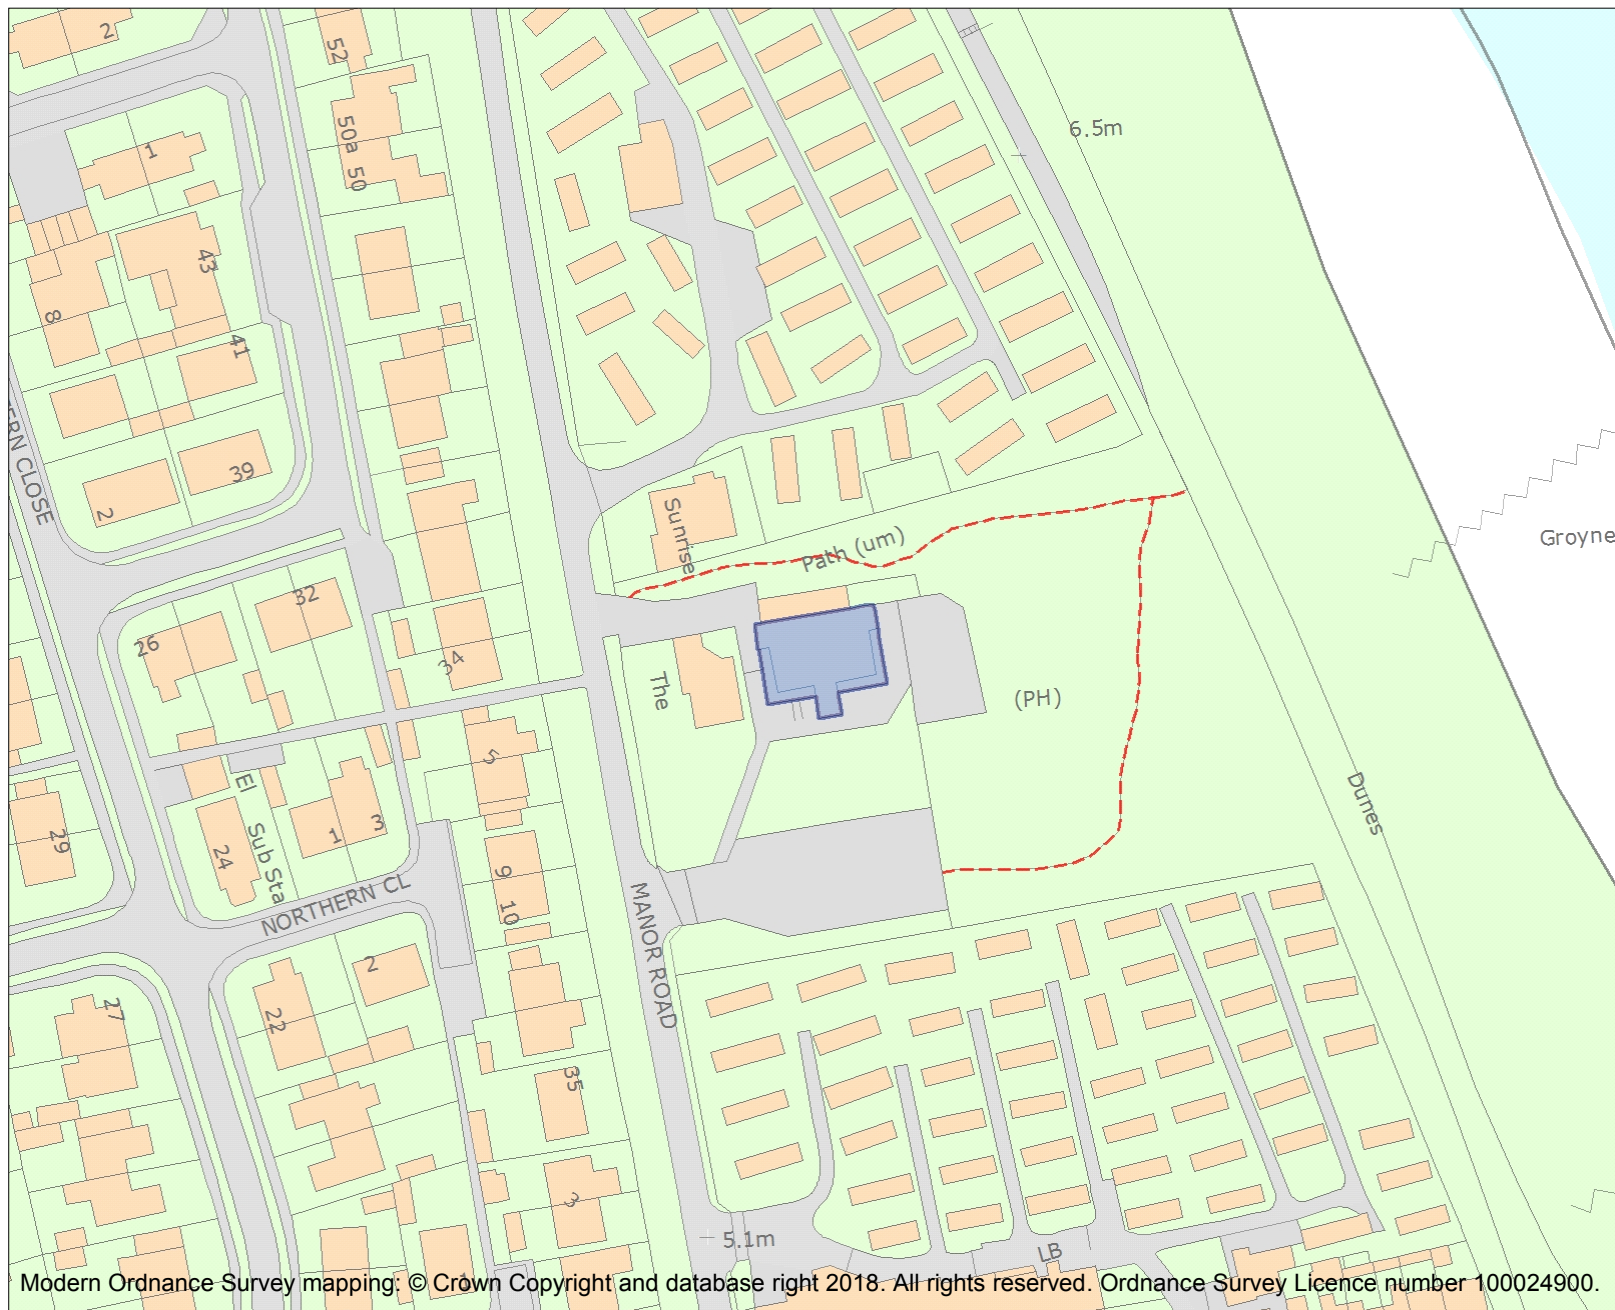 2
52
50a
50
1
6.5m
43
8
41
39
2
ERN CLOSE
Sunrise
Path (um)
Groyne
32
26
34
The
(PH)
5
El
Sub Sta
24
1
3
29
9
10
NORTHERN CL
MANOR ROAD
Dunes
27
22
2
35
3
5.1m
LB
1
Modern Ordnance Survey mapping: © Crown Copyright and database right 2018. All rights reserved. Ordnance Survey Licence number 100024900.